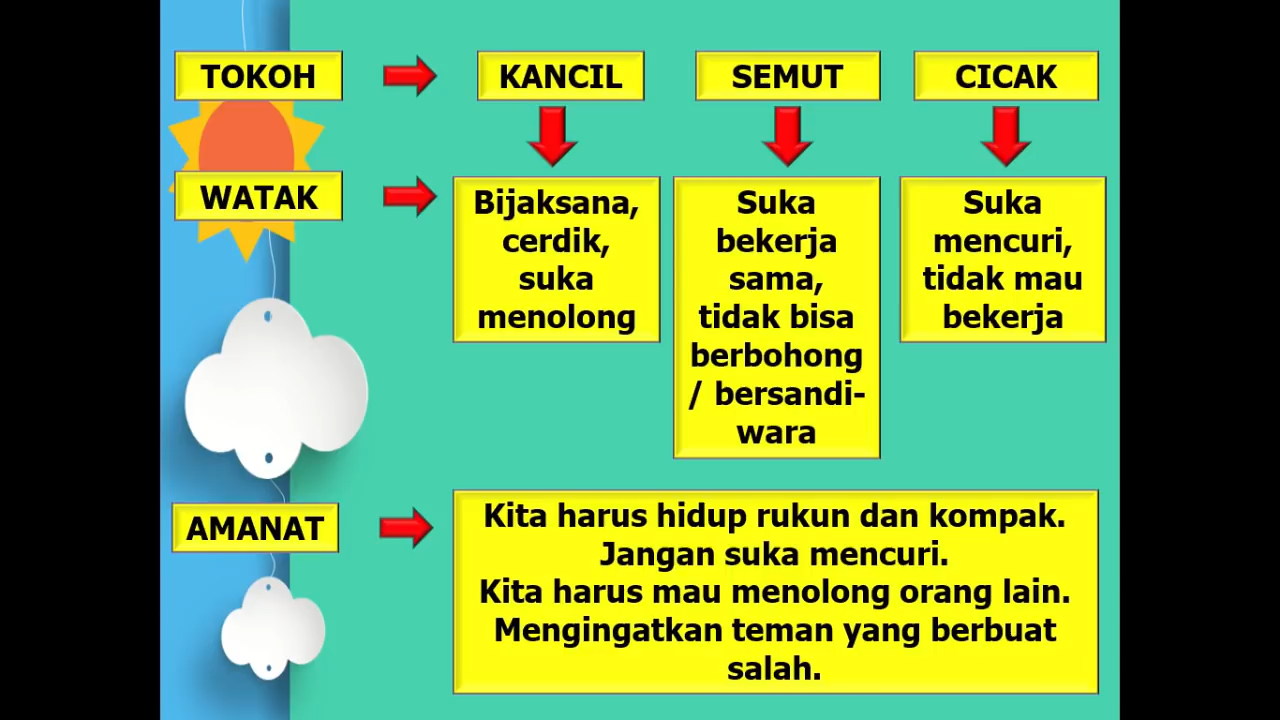 TOKOH
KANCIL
SEMUT
CICAK
WATAK
Bijaksana,
cerdik,
suka
menolong
Suka
bekerja
sama,
tidak bisa
berbohong
/ bersandi-
wara
Suka
mencuri,
tidak mau
bekerja
AMANAT
Kita harus hidup rukun dan kompak.
Jangan suka mencuri.
Kita harus mau menolong orang lain.
Mengingatkan teman yang berbuat
salah.